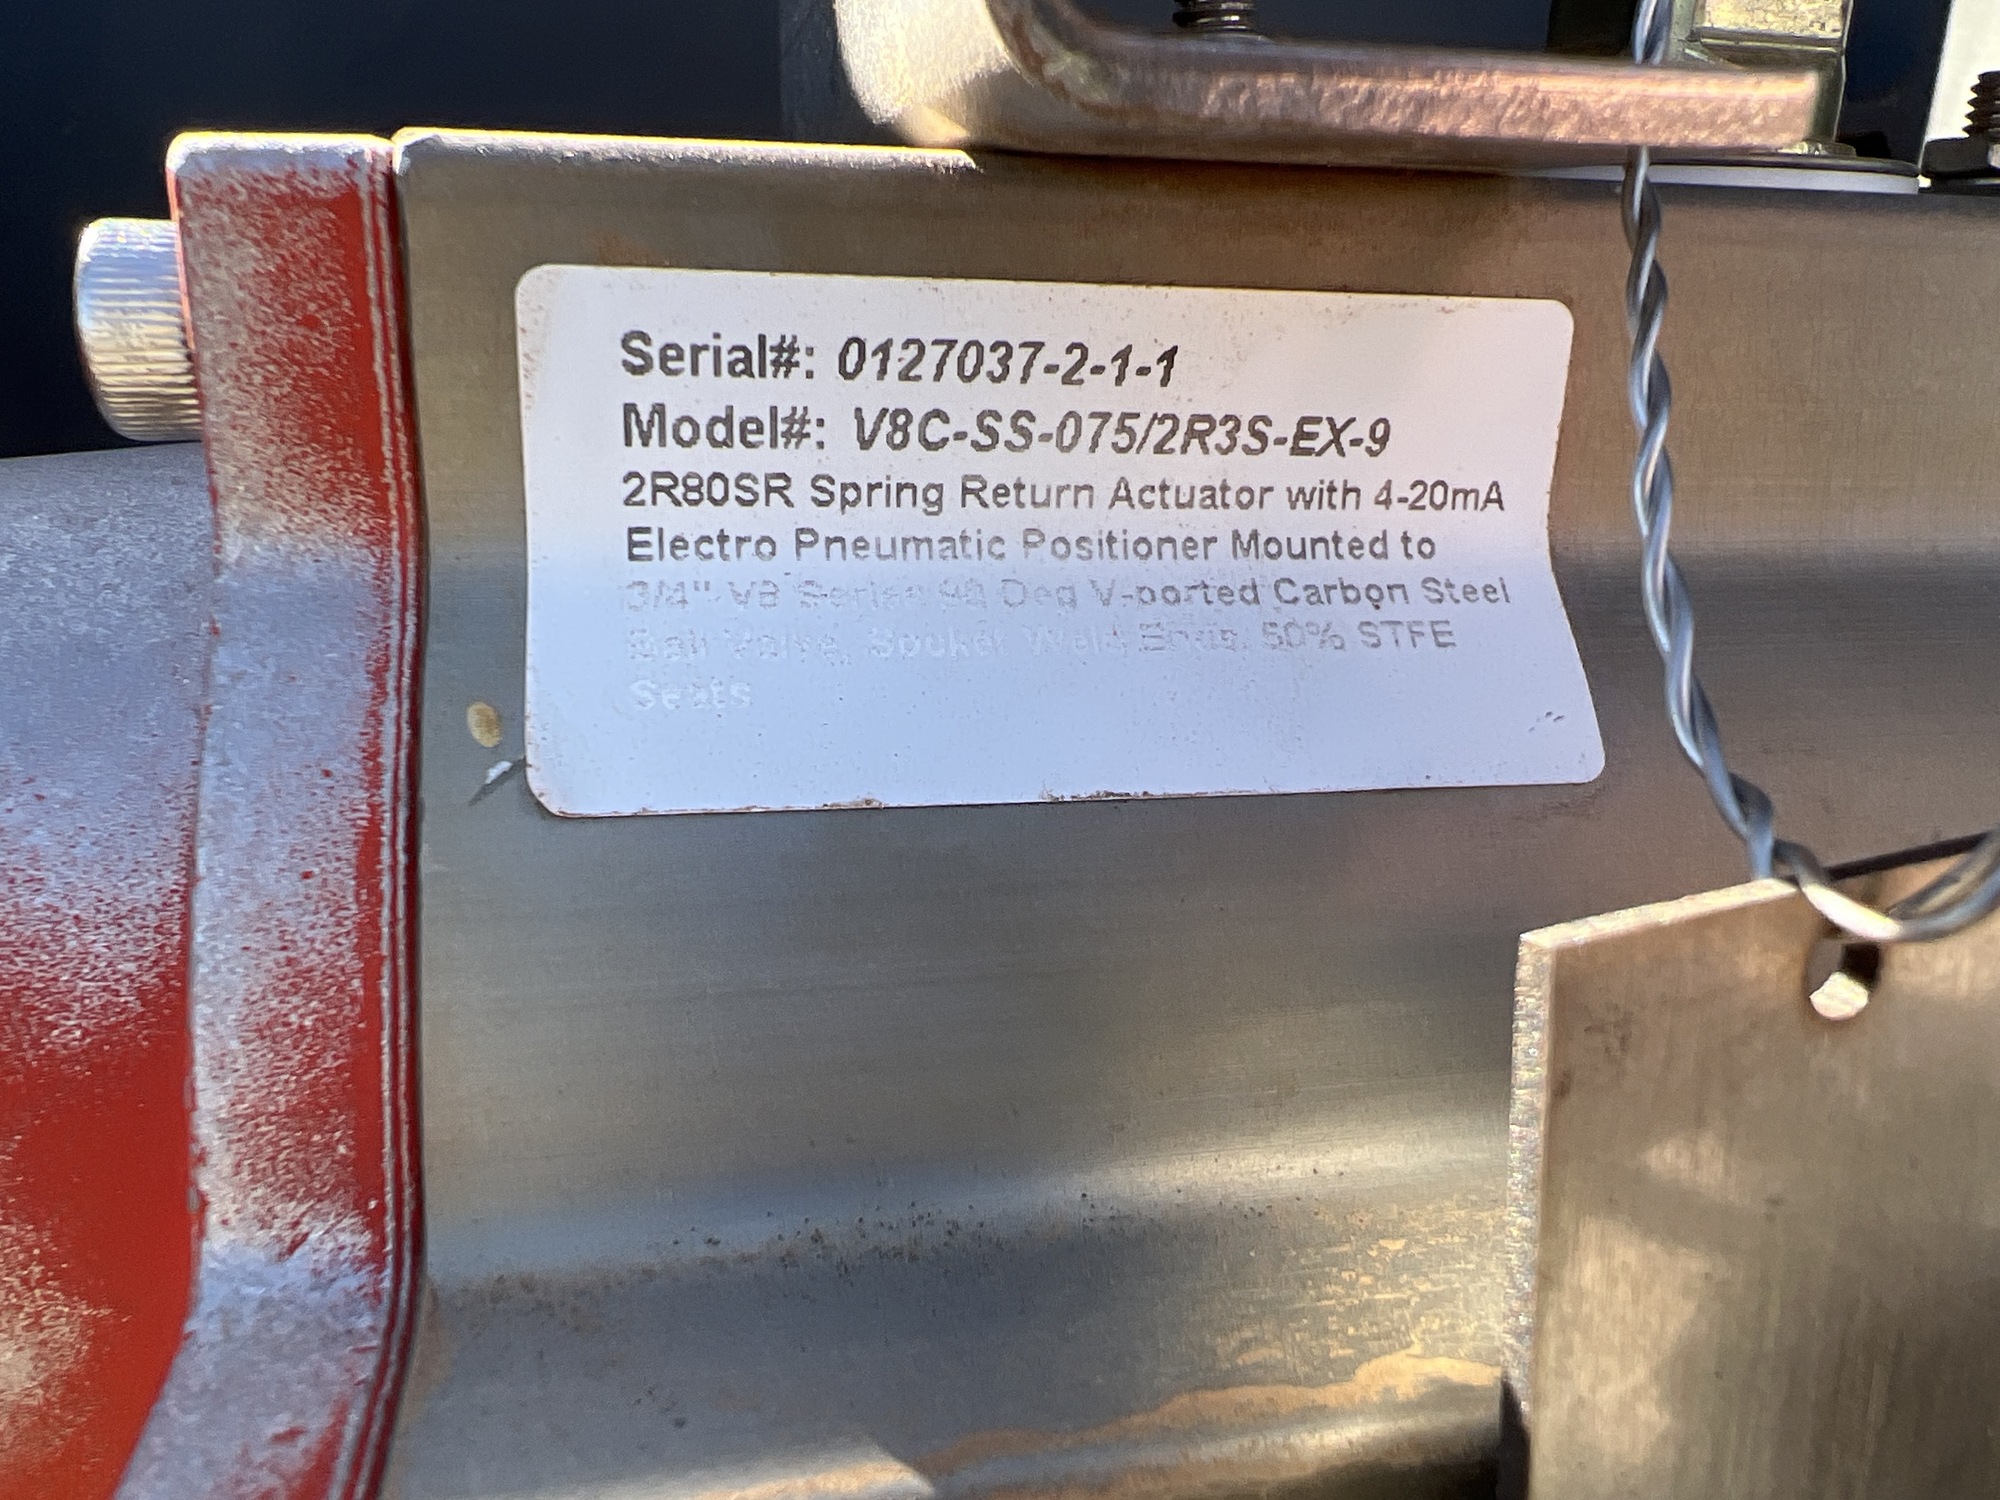 Serial#: 0127037-2-1-1
Model#: V8C-SS-075/2R3S-EX-9
2R80SR Spring Return Actuator with 4-20mA
Electro Pneumatic Positioner Mounted to
3/4" V8 Series 90 Deg V-ported Carbon Steel
Ball Valve, Socket Weld Ends, 50% STFE
Seats